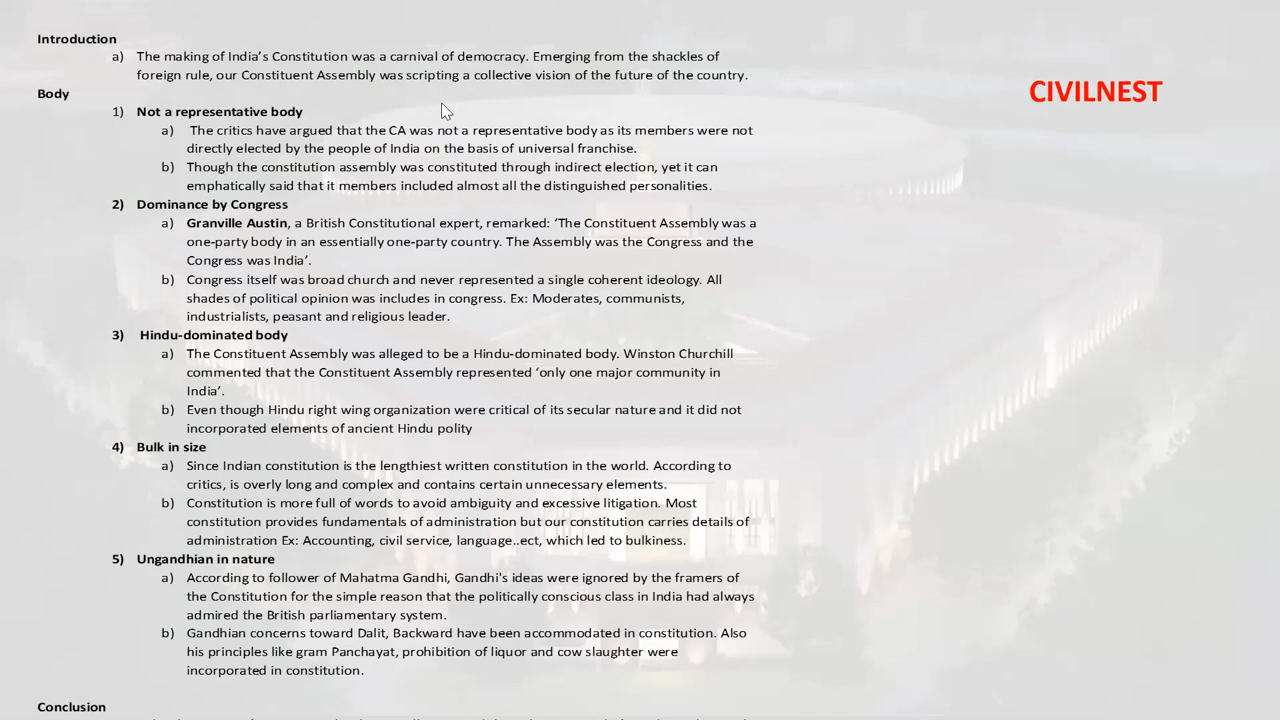 Introduction
a) The making of India's Constitution was a carnival of democracy. Emerging from the shackles of
foreign rule, our Constituent Assembly was scripting a collective vision of the future of the country.
CIVILNEST
Body
1) Not a representative body
a) The critics have argued that the CA was not a representative body as its members were not
directly elected by the people of India on the basis of universal franchise.
b) Though the constitution assembly was constituted through indirect election, yet it can
emphatically said that it members included almost all the distinguished personalities.
2) Dominance by Congress
a) Granville Austin, a British Constitutional expert, remarked: ‘The Constituent Assembly was a
one-party body in an essentially one-party country. The Assembly was the Congress and the
Congress was India’.
b) Congress itself was broad church and never represented a single coherent ideology. All
shades of political opinion was includes in congress. Ex: Moderates, communists,
industrialists, peasant and religious leader.
3) Hindu-dominated body
a) The Constituent Assembly was alleged to be a Hindu-dominated body. Winston Churchill
commented that the Constituent Assembly represented ‘only one major community in
India’.
b) Even though Hindu right wing organization were critical of its secular nature and it did not
incorporated elements of ancient Hindu polity
4) Bulk in size
a) Since Indian constitution is the lengthiest written constitution in the world. According to
critics, is overly long and complex and contains certain unnecessary elements.
b) Constitution is more full of words to avoid ambiguity and excessive litigation. Most
constitution provides fundamentals of administration but our constitution carries details of
administration Ex: Accounting, civil service, language..ect, which led to bulkiness.
5) Ungandhian in nature
a) According to follower of Mahatma Gandhi, Gandhi's ideas were ignored by the framers of
the Constitution for the simple reason that the politically conscious class in India had always
admired the British parliamentary system.
b) Gandhian concerns toward Dalit, Backward have been accommodated in constitution. Also
his principles like gram Panchayat, prohibition of liquor and cow slaughter were
incorporated in constitution.
Conclusion